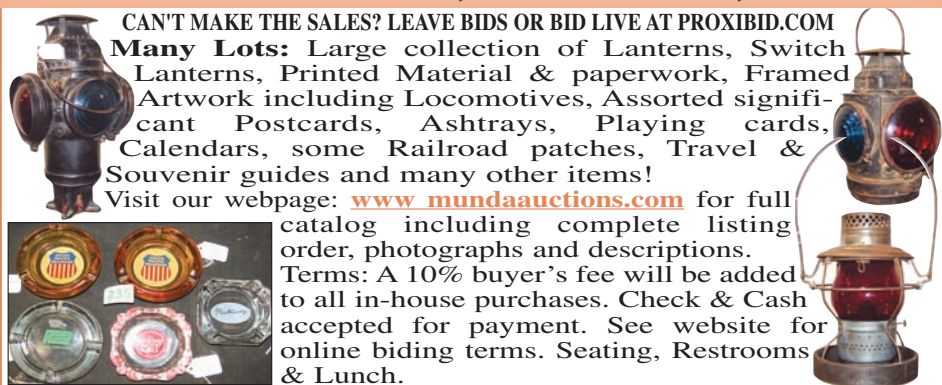 CAN'T MAKE THE SALES? LEAVE BIDS OR BID LIVE AT PROXIBID.COM
Many Lots: Large collection of Lanterns, Switch
Lanterns, Printed Material & paperwork, Framed
Artwork including Locomotives, Assorted signifi-
cant Postcards, Ashtrays, Playing cards,
Calendars, some Railroad patches, Travel &
Souvenir guides and many other items!
Visit our webpage: www mundaauctions.com for full
catalog including complete listing
order, photographs and descriptions.
Terms: A 10% buyer's fee will be added
to all in-house purchases. Check & Cash
accepted for payment. See website for
online biding terms. Seating, Restrooms
& Lunch.
235